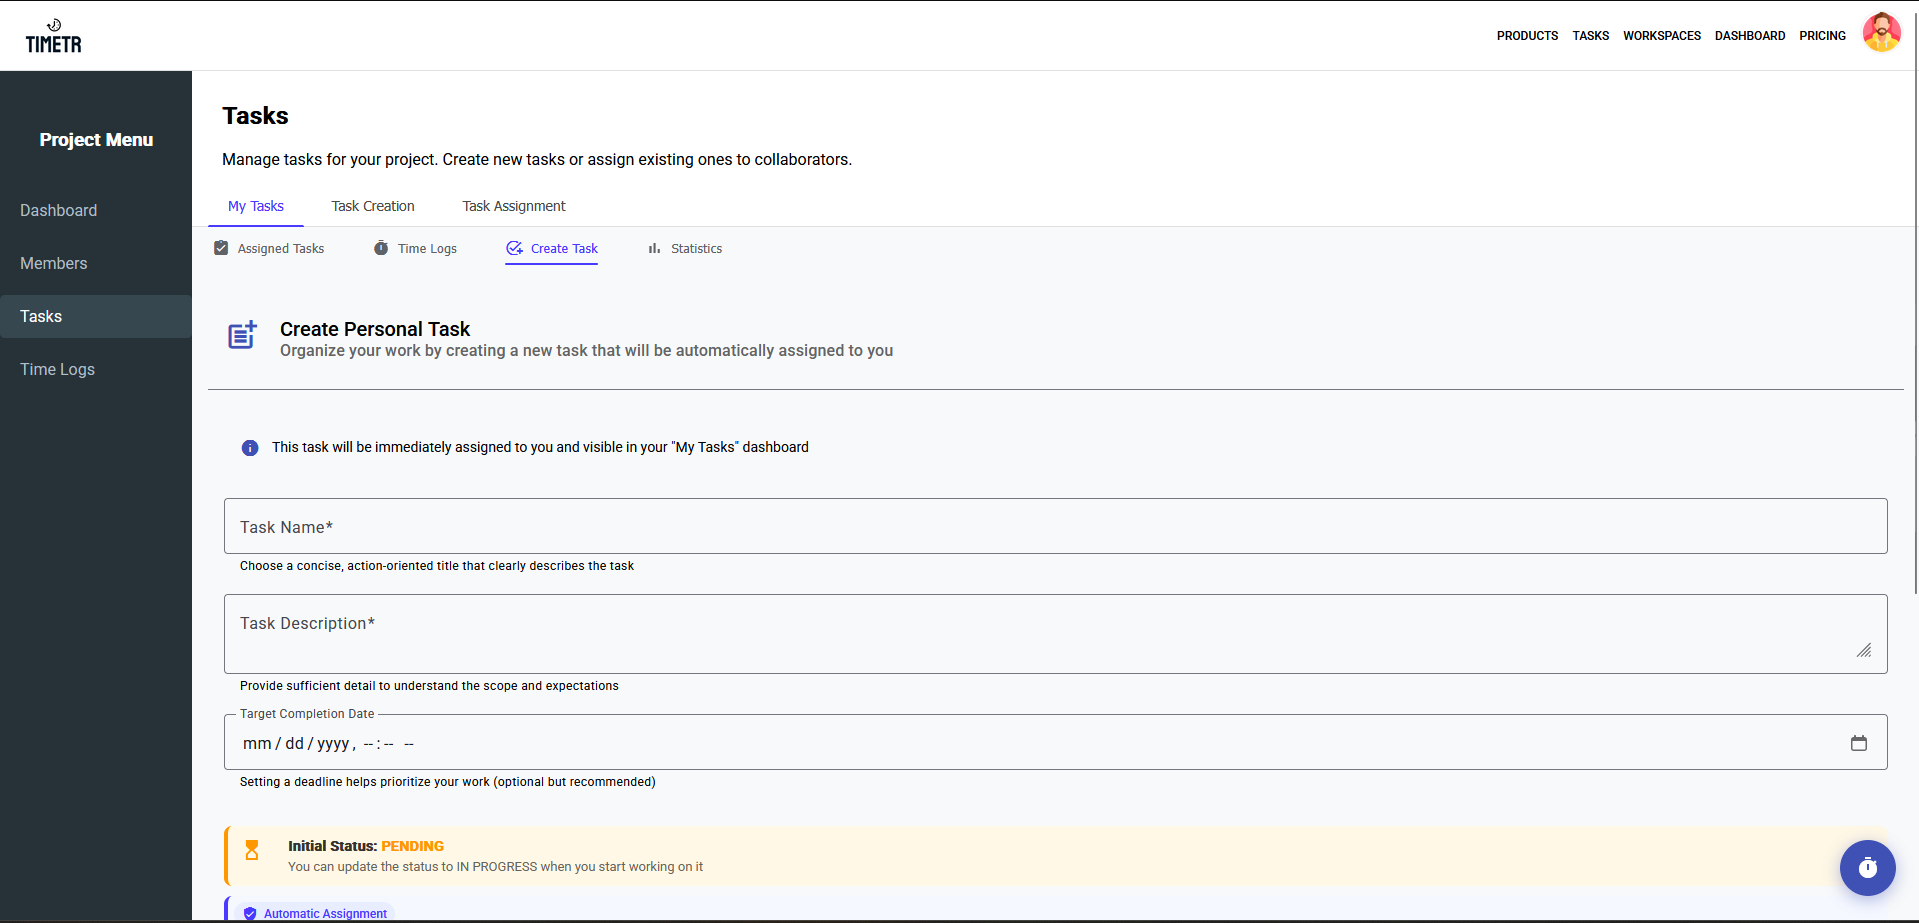 TIMETR
PRODUCTS TASKS WORKSPACES DASHBOARD PRICING
Project Menu
Dashboard
Members
Tasks
Time Logs
Tasks
Manage tasks for your project. Create new tasks or assign existing ones to collaborators.
My Tasks Task Creation Task Assignment
Assigned Tasks Time Logs Create Task Statistics
Create Personal Task
Organize your work by creating a new task that will be automatically assigned to you
This task will be immediately assigned to you and visible in your "My Tasks" dashboard
Task Name*
Choose a concise, action-oriented title that clearly describes the task
Task Description*
Provide sufficient detail to understand the scope and expectations
Target Completion Date
mm/dd/yyyy, --:-- --
Setting a deadline helps prioritize your work (optional but recommended)
Initial Status: PENDING
You can update the status to IN PROGRESS when you start working on it
Automatic Assignment